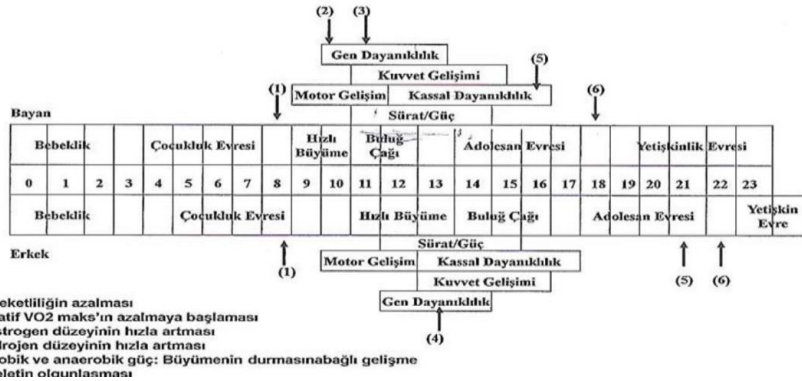 (2) (3)
Gen Dayanıklılık
(5)
Kuvvet Gelişimi
(1) (6)
Motor Gelişim Kassal Dayanıklılık
Bayan
Sürat/Güç
Bebeklik Çocukluk Evresi Hızlı Büyüme Buluğ Çağı Adolesan Evresi Yetişkinlik Evresi
0 1 2 3 4 5 6 7 8 9 10 11 12 13 14 15 16 17 18 19 20 21 22 23
Bebeklik Çocukluk Evresi Hızlı Büyüme Buluğ Çağı Adolesan Evresi Yetişkin Evre
Erkek
Sürat/Güç
(1)
Motor Gelişim Kassal Dayanıklılık
(5) (6)
Kuvvet Gelişimi
Gen Dayanıklılık
(4)
eketliliğin azalması
atif VO2 maks'ın azalmaya başlaması
strogen düzeyinin hızla artması
drojen düzeyinin hızla artması
obik ve anaerobik güç: Büyümenin durmasınabağlı gelişme
eletin olgunlaşması